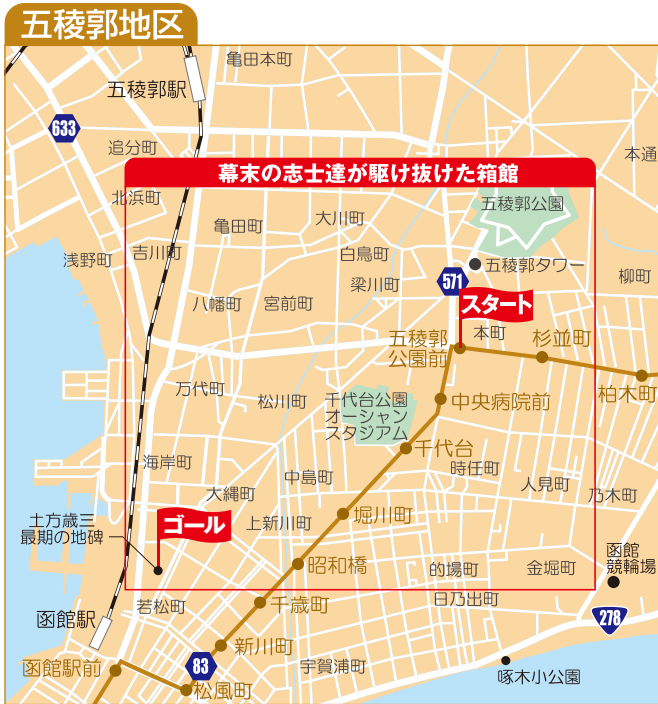 五稜郭地区
亀田本町
五稜郭駅
633
追分町
本通
幕末の志士達が駆け抜けた箱館
北浜町
五稜郭公園
亀田町
大川町
吉川町
浅野町
白鳥町
五稜郭タワー
柳町
571
梁川町
八幡町
宮前町
スタート
本町
五稜郭
公園前
杉並町
万代町
松川町
千代台公園
オーシャン
スタジアム
中央病院前
柏木町
千代台
海岸町
時任町
中島町
人見町
大縄町
乃木町
土方歳三
最期の地碑
ゴール
上新川町
堀川町
昭和橋
的場町
金堀町
函館
競輪場
若松町
千歳町
日乃出町
函館駅
278
新川町
函館駅前
83
宇賀浦町
松風町
啄木小公園